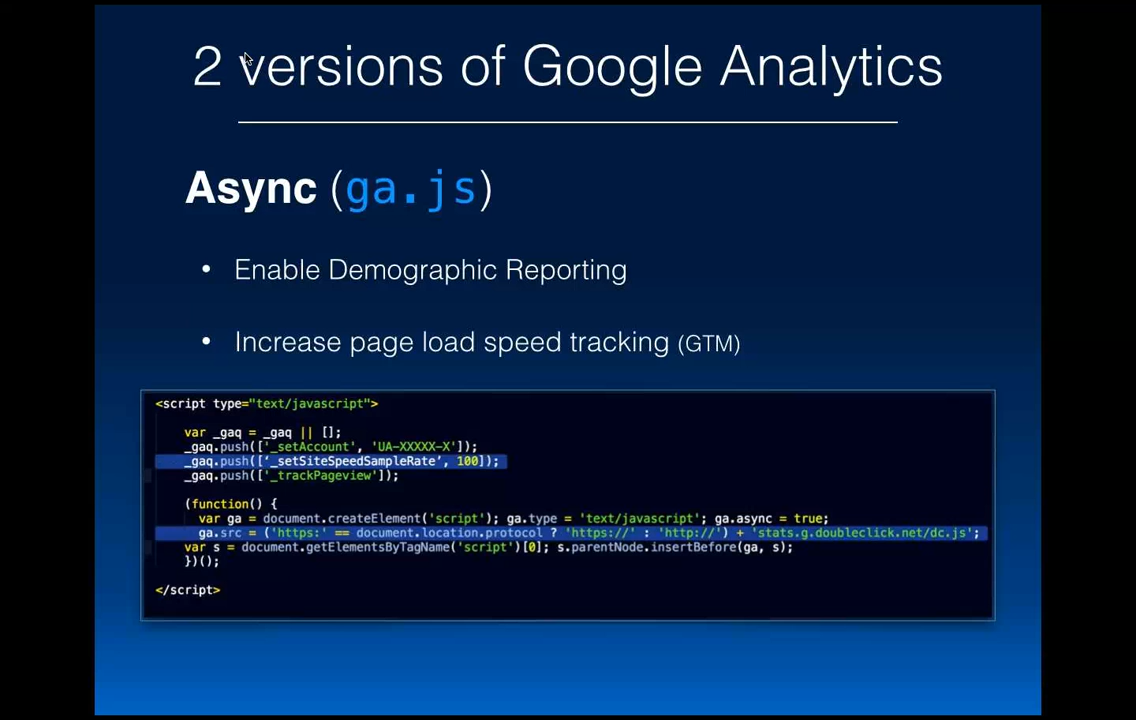 2 versions of Google Analytics
Async (ga.js)
• Enable Demographic Reporting
• Increase page load speed tracking (GTM)
<script type="text/javascript">
var _gaq = _gaq || [];
_gaq.push(['_setAccount', 'UA-XXXXX-X']);
_gaq.push([‘_setSiteSpeedSampleRate’, 100]);
_gaq.push(['_trackPageview']);
(function() {
var ga = document.createElement('script'); ga.type = 'text/javascript'; ga.async = true;
ga.src = ('https:' == document.location.protocol ? 'https://' : 'http://') + 'stats.g.doubleclick.net/dc.js';
var s = document.getElementsByTagName('script')[0]; s.parentNode.insertBefore(ga, s);
})();
</script>